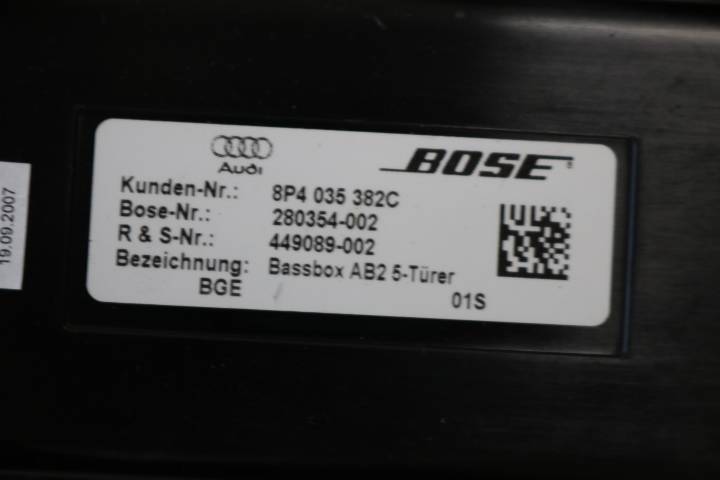 Audi
BOSE
Kunden-Nr.: 8P4 035 382C
Bose-Nr.: 280354-002
R & S-Nr.: 449089-002
Bezeichnung: Bassbox AB2 5-Türer
BGE 01S
19.09.2007